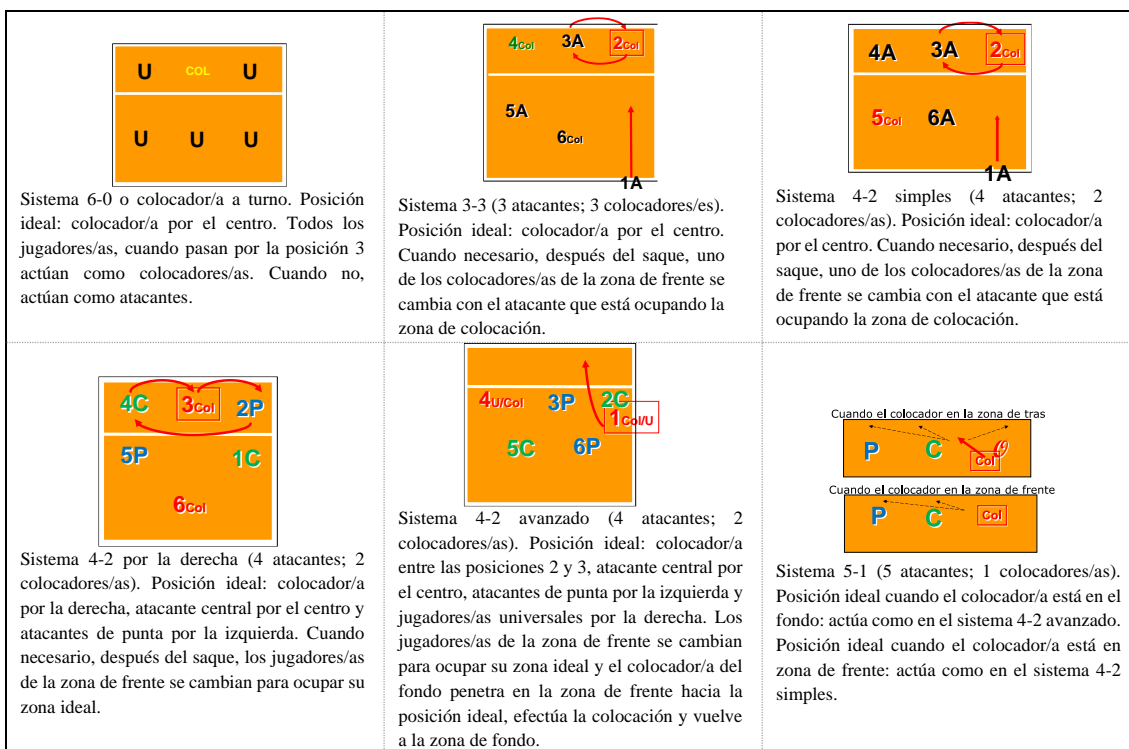 U COL U
U U U
Sistema 6-0 o colocador/a a turno. Posición
ideal: colocador/a por el centro. Todos los
jugadores/as, cuando pasan por la posición 3
actúan como colocadores/as. Cuando no,
actúan como atacantes.
4Col 3A 2Col
5A
6Col
1A
Sistema 3-3 (3 atacantes; 3 colocadores/es).
Posición ideal: colocador/a por el centro.
Cuando necesario, después del saque, uno
de los colocadores/as de la zona de frente se
cambia con el atacante que está ocupando la
zona de colocación.
4A 3A 2Col
5Col 6A
1A
Sistema 4-2 simples (4 atacantes; 2
colocadores/as). Posición ideal: colocador/a
por el centro. Cuando necesario, después del
saque, uno de los colocadores/as de la zona
de frente se cambia con el atacante que está
ocupando la zona de colocación.
4C 3Col 2P
5P 1C
6Col
Sistema 4-2 por la derecha (4 atacantes; 2
colocadores/as). Posición ideal: colocador/a
por la derecha, atacante central por el centro y
atacantes de punta por la izquierda. Cuando
necesario, después del saque, los jugadores/as
de la zona de frente se cambian para ocupar su
zona ideal.
4U/Col 3P 2C
1Col/U
5C 6P
Sistema 4-2 avanzado (4 atacantes; 2
colocadores/as). Posición ideal: colocador/a
entre las posiciones 2 y 3, atacante central por
el centro, atacantes de punta por la izquierda y
jugadores/as universales por la derecha. Los
jugadores/as de la zona de frente se cambian
para ocupar su zona ideal y el colocador/a del
fondo penetra en la zona de frente hacia la
posición ideal, efectúa la colocación y vuelve
a la zona de fondo.
Cuando el colocador en la zona de tras
P C Col
Cuando el colocador en la zona de frente
P C Col
Sistema 5-1 (5 atacantes; 1 colocadores/as).
Posición ideal cuando el colocador/a está en el
fondo: actúa como en el sistema 4-2 avanzado.
Posición ideal cuando el colocador/a está en
zona de frente: actúa como en el sistema 4-2
simples.